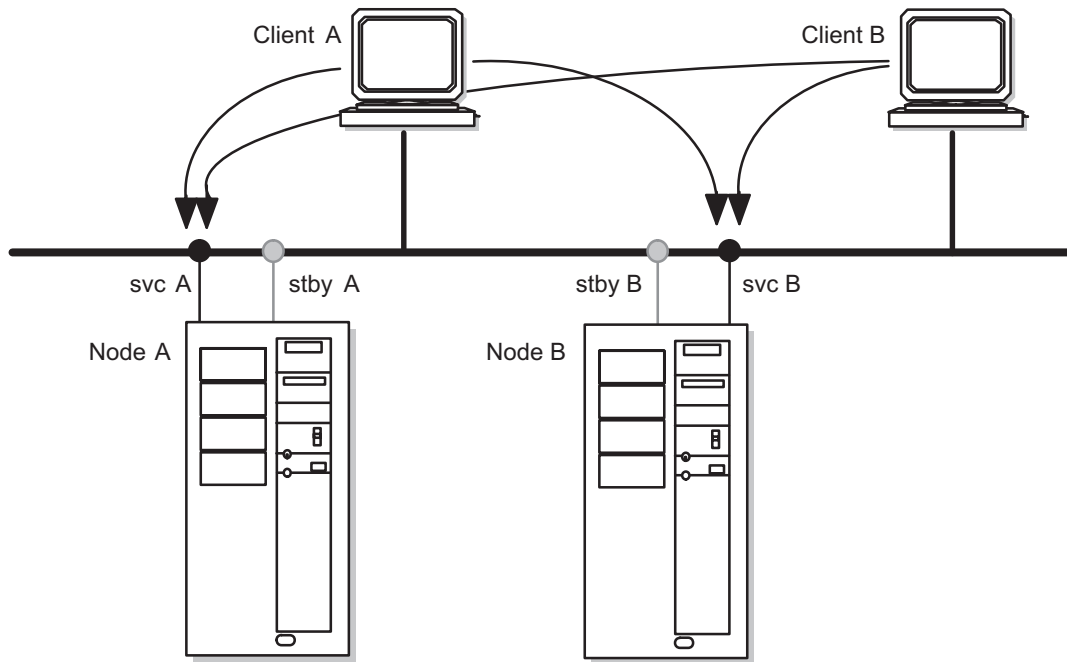 Client A
Client B
svc A
stby A
stby B
svc B
Node A
Node B